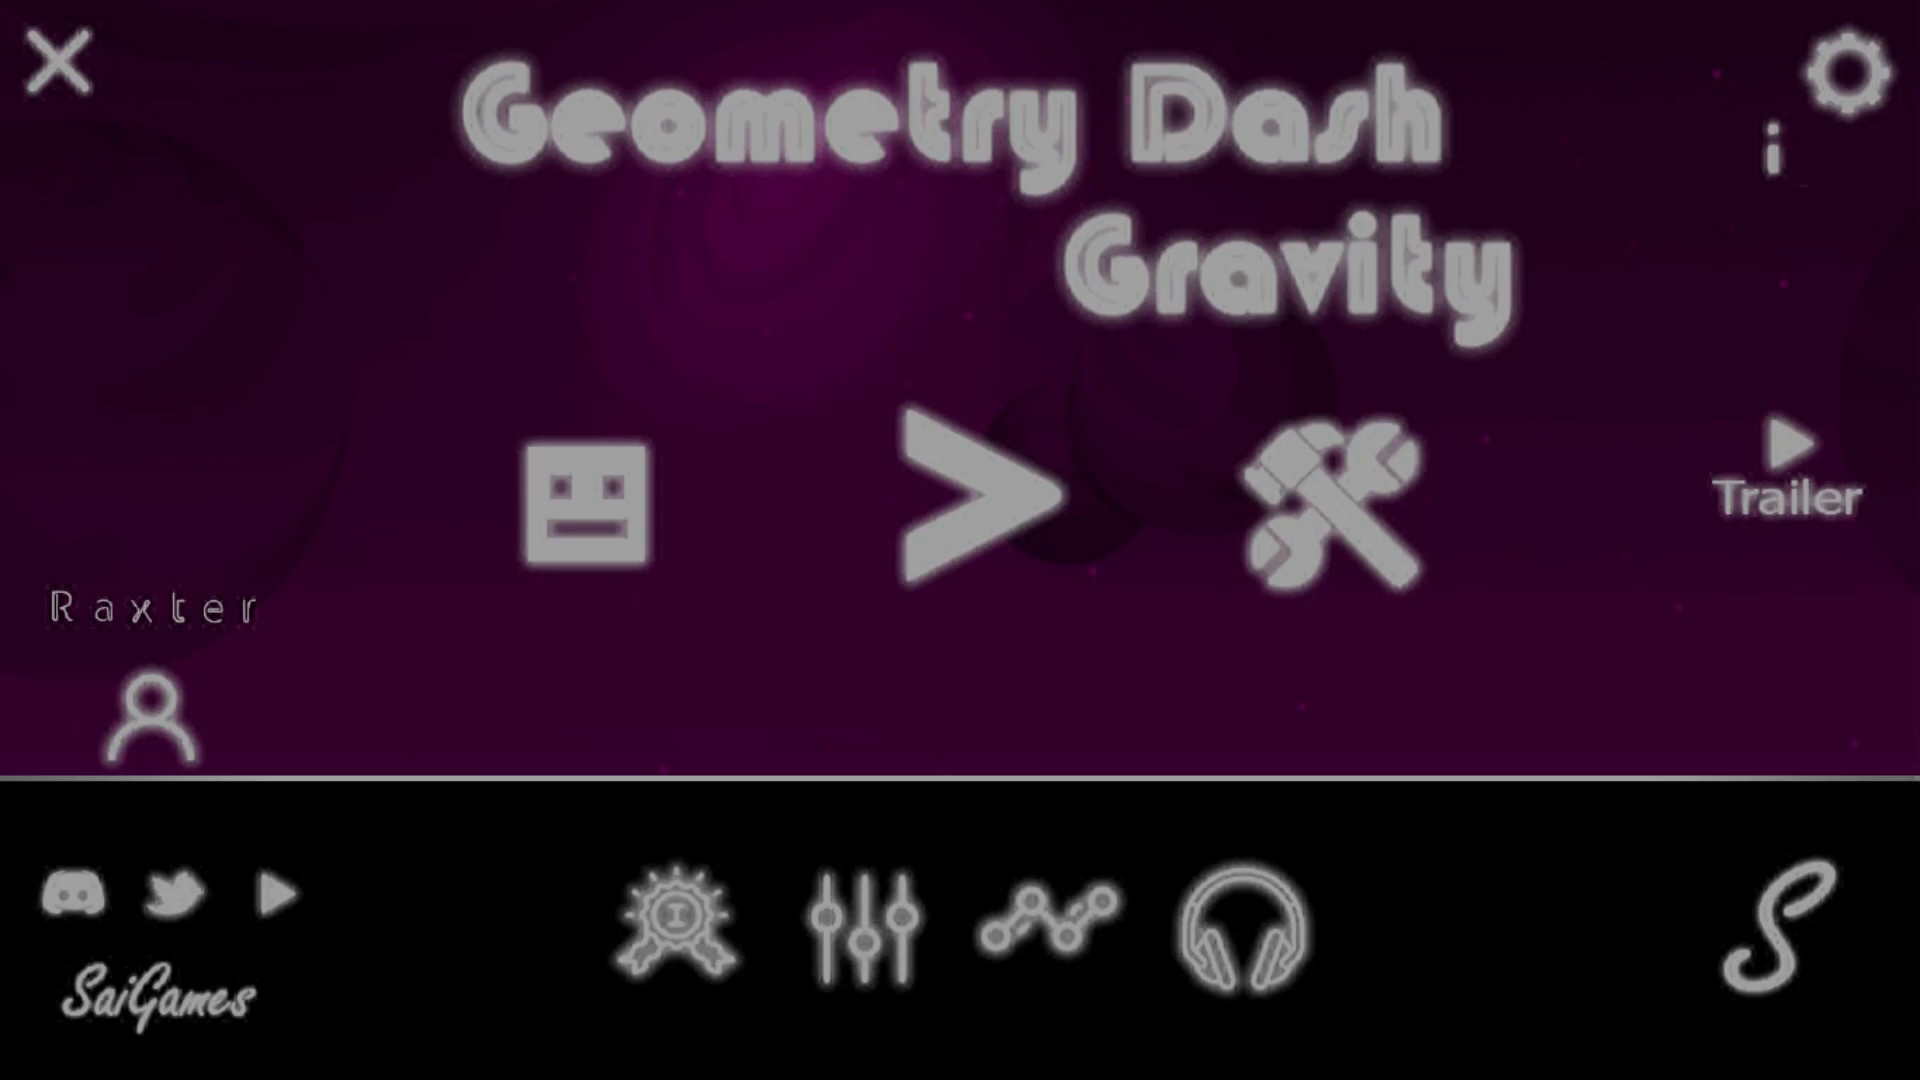 Geometry Dash
Gravity
i
Trailer
Raxter
I
SaiGames
S